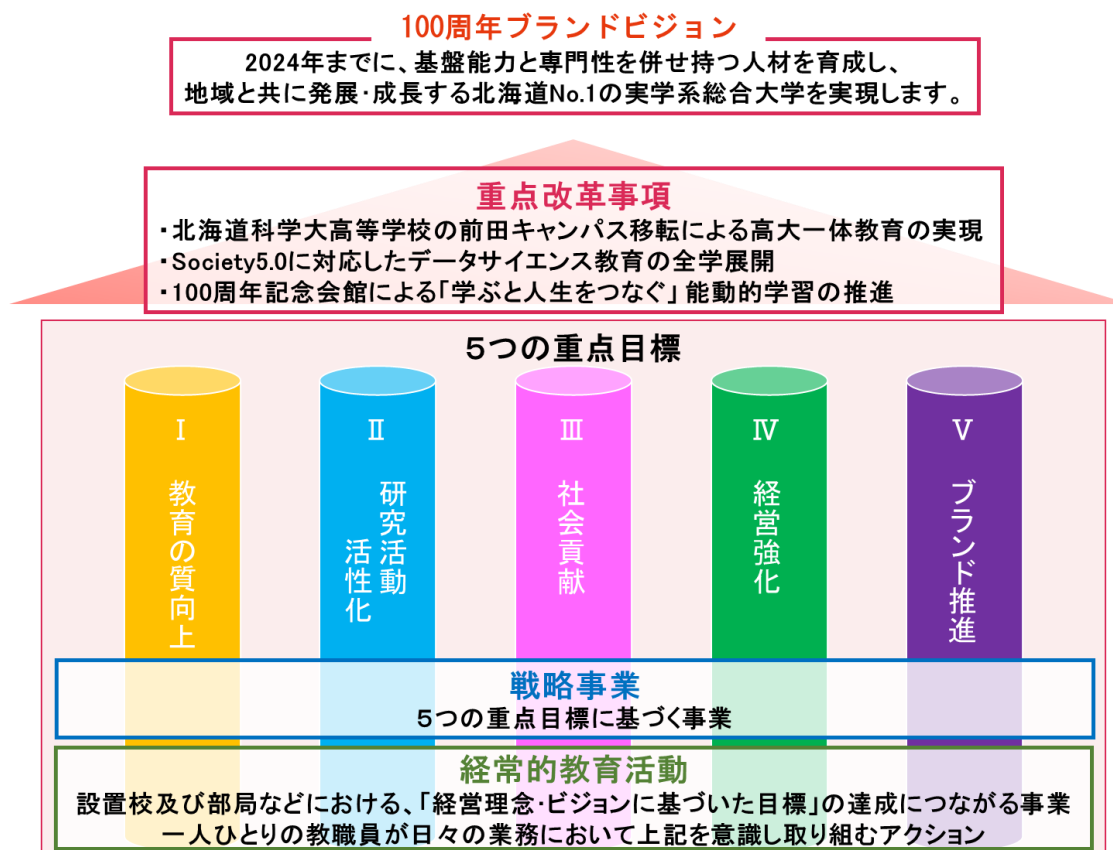 100周年ブランドビジョン
2024年までに、基盤能力と専門性を併せ持つ人材を育成し、
地域と共に発展・成長する北海道No.1の実学系総合大学を実現します。
重点改革事項
・北海道科学大高等学校の前田キャンパス移転による高大一体教育の実現
・Society5.0に対応したデータサイエンス教育の全学展開
・100周年記念会館による「学ぶと人生をつなぐ」能動的学習の推進
5つの重点目標
Ⅰ 教育の質向上
Ⅱ 研究活動
活性化
Ⅲ 社会貢献
Ⅳ 経営強化
Ⅴ ブランド推進
戦略事業
5つの重点目標に基づく事業
経常的教育活動
設置校及び部局などにおける、「経営理念・ビジョンに基づいた目標」の達成につながる事業
一人ひとりの教職員が日々の業務において上記を意識し取り組むアクション